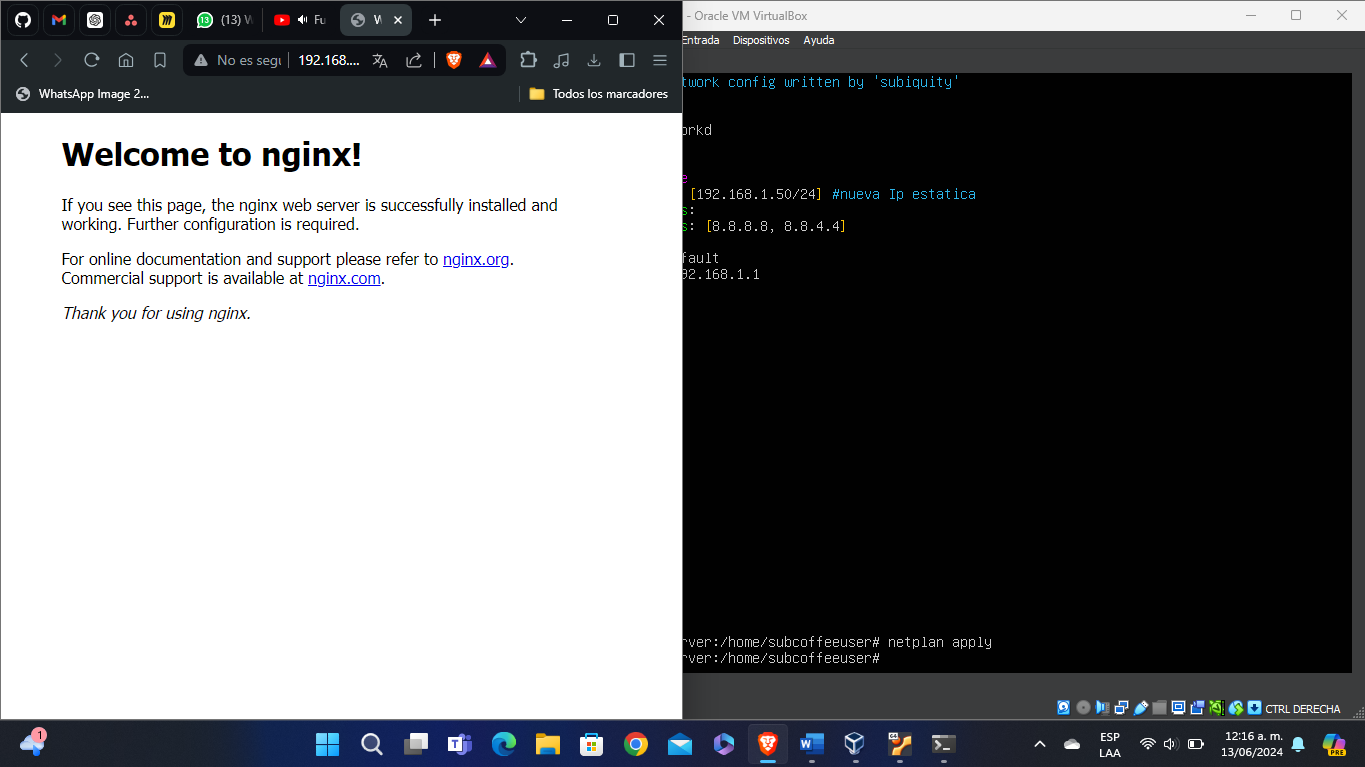 (13) W
Fu
W
No es segu
192.168....
WhatsApp Image 2...
Todos los marcadores
Welcome to nginx!
If you see this page, the nginx web server is successfully installed and
working. Further configuration is required.
For online documentation and support please refer to nginx.org.
Commercial support is available at nginx.com.
Thank you for using nginx.
- Oracle VM VirtualBox
Entrada Dispositivos Ayuda
twork config written by 'subiquity'
orkd
e
[192.168.1.50/24] #nueva Ip estatica
s:
s: [8.8.8.8, 8.8.4.4]
fault
92.168.1.1
rver:/home/subcoffeeuser# netplan apply
rver:/home/subcoffeeuser#
CTRL DERECHA
1
ESP
LAA
12:16 a. m.
13/06/2024
PRE